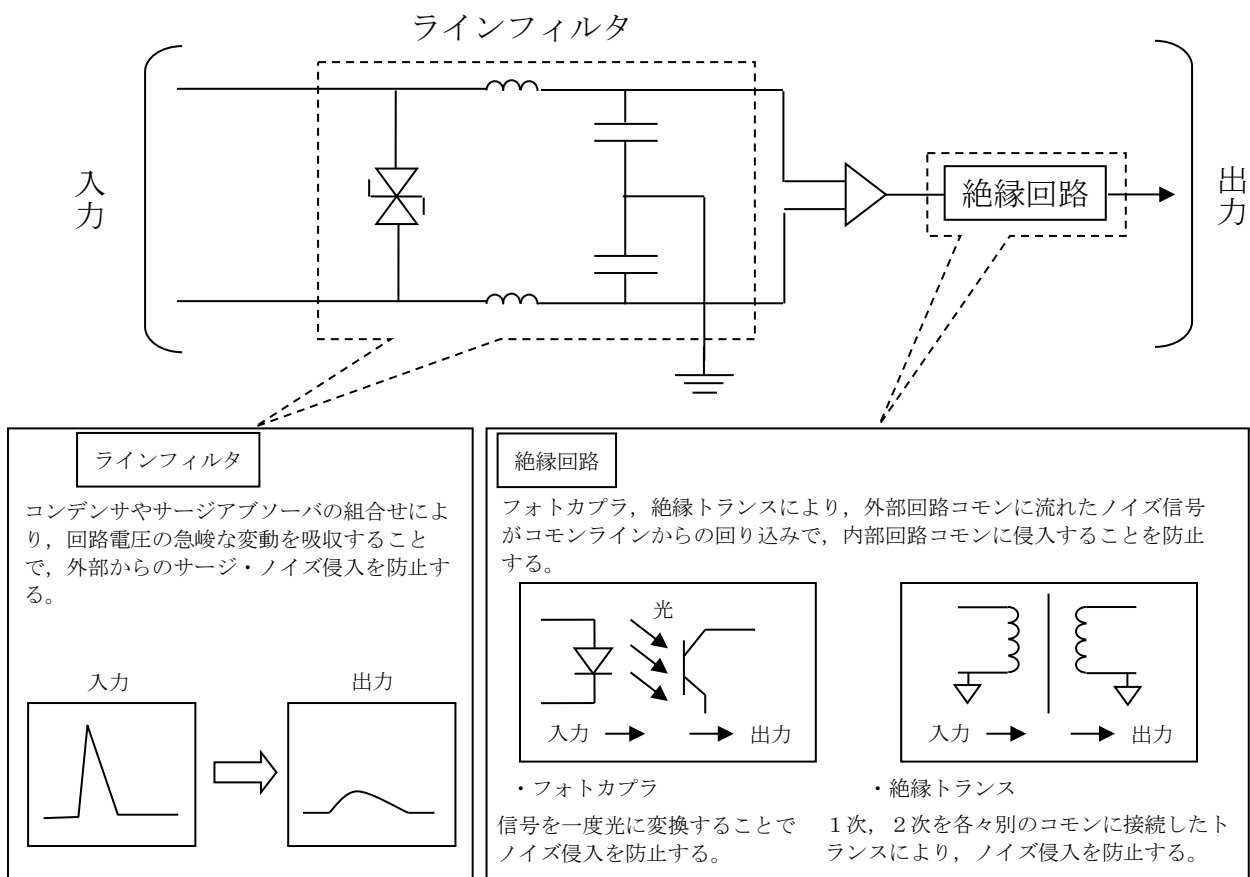 ラインフィルタ
入力
絶縁回路
出力
ラインフィルタ
コンデンサやサージアブソーバの組合せによ
り，回路電圧の急峻な変動を吸収すること
で，外部からのサージ・ノイズ侵入を防止す
る。
入力
出力
絶縁回路
フォトカプラ，絶縁トランスにより，外部回路コモンに流れたノイズ信号
がコモンラインからの回り込みで，内部回路コモンに侵入することを防止
する。
光
入力
出力
・フォトカプラ
信号を一度光に変換することで
ノイズ侵入を防止する。
入力
出力
・絶縁トランス
１次，２次を各々別のコモンに接続したト
ランスにより，ノイズ侵入を防止する。